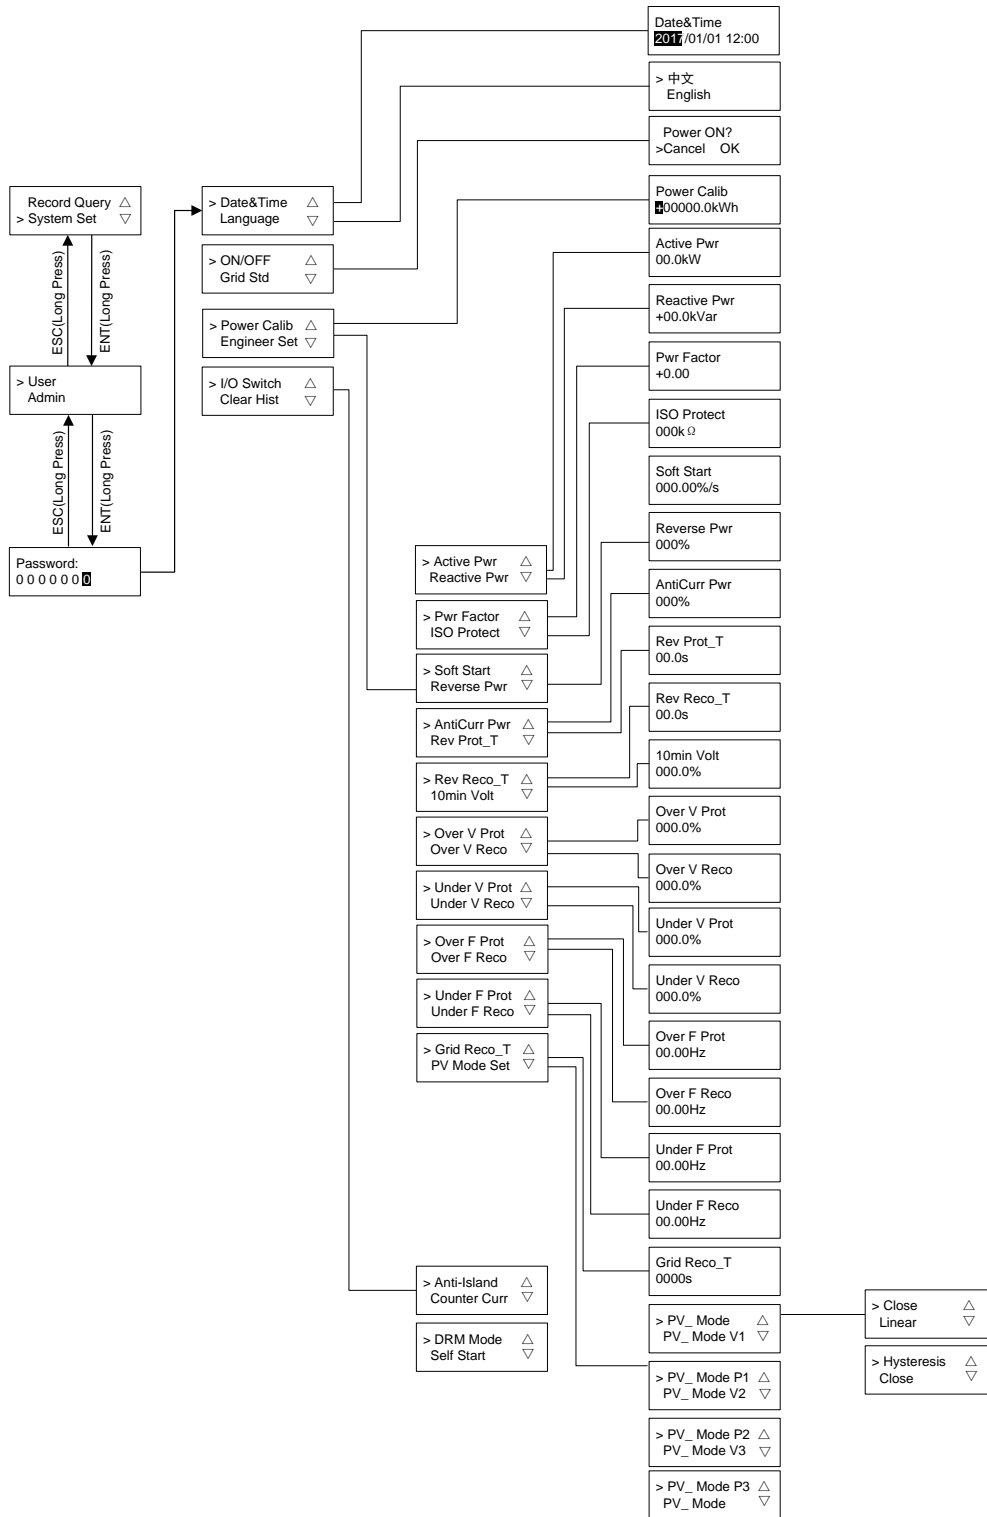 Record Query △
> System Set ▽
ESC(Long Press)
ENT(Long Press)
> User
Admin
ESC(Long Press)
ENT(Long Press)
Password:
0 0 0 0 0 0 0
> Date&Time △
Language ▽
> ON/OFF △
Grid Std ▽
> Power Calib △
Engineer Set ▽
> I/O Switch △
Clear Hist ▽
> Active Pwr △
Reactive Pwr ▽
> Pwr Factor △
ISO Protect ▽
> Soft Start △
Reverse Pwr ▽
> AntiCurr Pwr △
Rev Prot_T ▽
> Rev Reco_T △
10min Volt ▽
> Over V Prot △
Over V Reco ▽
> Under V Prot △
Under V Reco ▽
> Over F Prot △
Over F Reco ▽
> Under F Prot △
Under F Reco ▽
> Grid Reco_T △
PV Mode Set ▽
> Anti-Island △
Counter Curr ▽
> DRM Mode △
Self Start ▽
Date&Time
2017/01/01 12:00
> 中文
English
Power ON?
>Cancel OK
Power Calib
+00000.0kWh
Active Pwr
00.0kW
Reactive Pwr
+00.0kVar
Pwr Factor
+0.00
ISO Protect
000kΩ
Soft Start
000.00%/s
Reverse Pwr
000%
AntiCurr Pwr
000%
Rev Prot_T
00.0s
Rev Reco_T
00.0s
10min Volt
000.0%
Over V Prot
000.0%
Over V Reco
000.0%
Under V Prot
000.0%
Under V Reco
000.0%
Over F Prot
00.00Hz
Over F Reco
00.00Hz
Under F Prot
00.00Hz
Under F Reco
00.00Hz
Grid Reco_T
0000s
> PV_ Mode △
PV_ Mode V1 ▽
> PV_ Mode P1 △
PV_ Mode V2 ▽
> PV_ Mode P2 △
PV_ Mode V3 ▽
> PV_ Mode P3 △
PV_ Mode ▽
> Close △
Linear ▽
> Hysteresis △
Close ▽